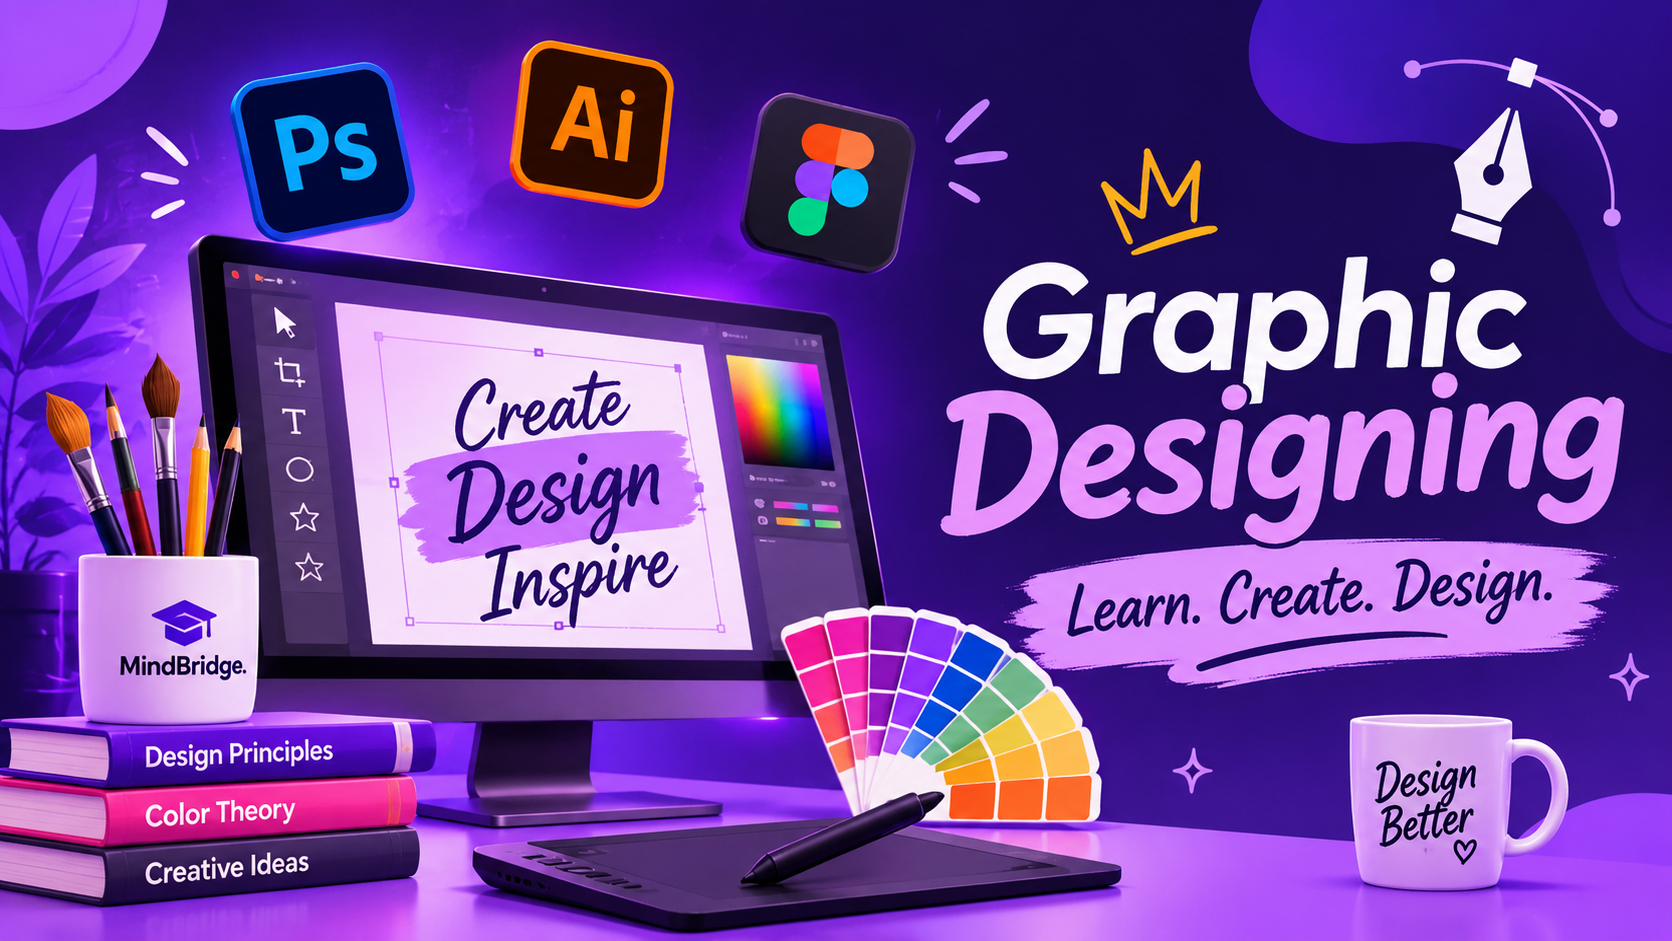 Ps
Ai
Graphic
Designing
Learn. Create. Design.
T
Create
Design
Inspire
MindBridge.
Design Principles
Color Theory
Creative Ideas
Design
Better